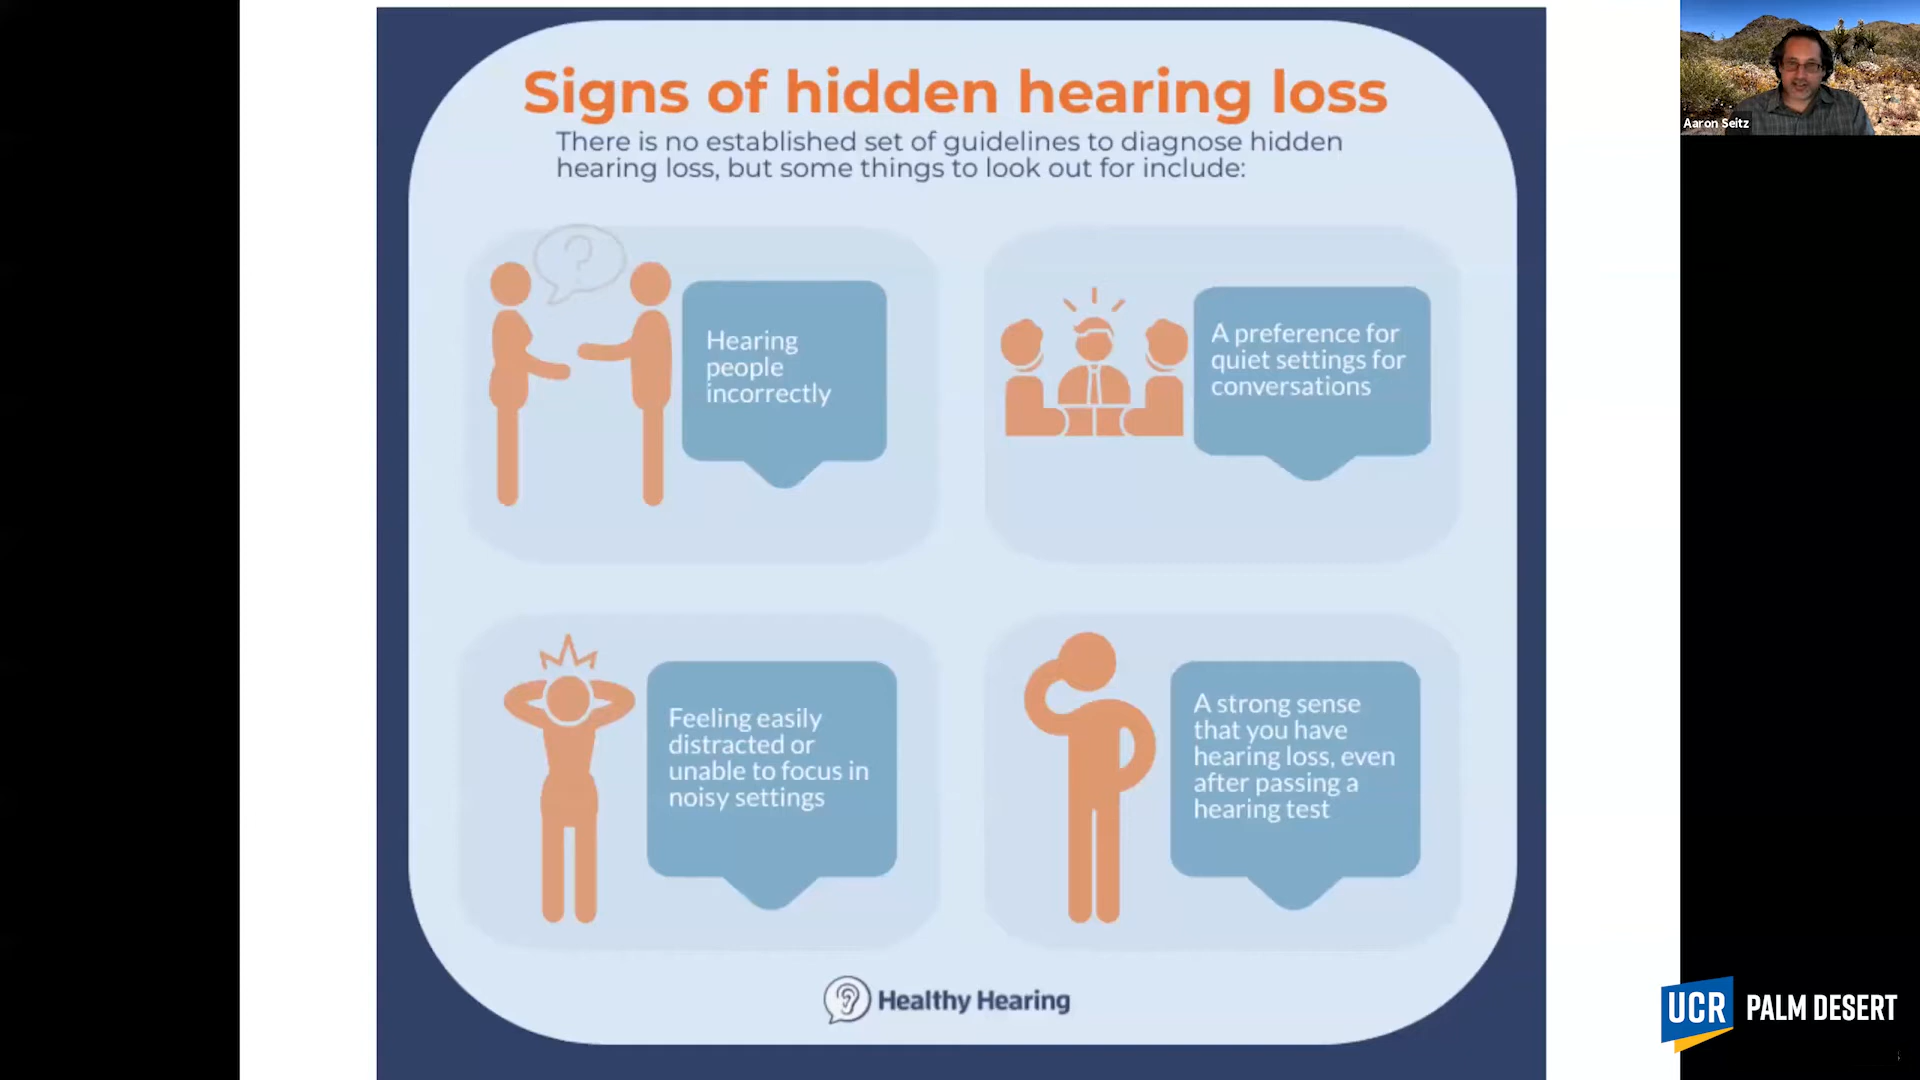 Signs of hidden hearing loss
There is no established set of guidelines to diagnose hidden
hearing loss, but some things to look out for include:
?
Hearing
people
incorrectly
A preference for
quiet settings for
conversations
Feeling easily
distracted or
unable to focus in
noisy settings
A strong sense
that you have
hearing loss, even
after passing a
hearing test
Healthy Hearing
Aaron Seitz
UCR PALM DESERT